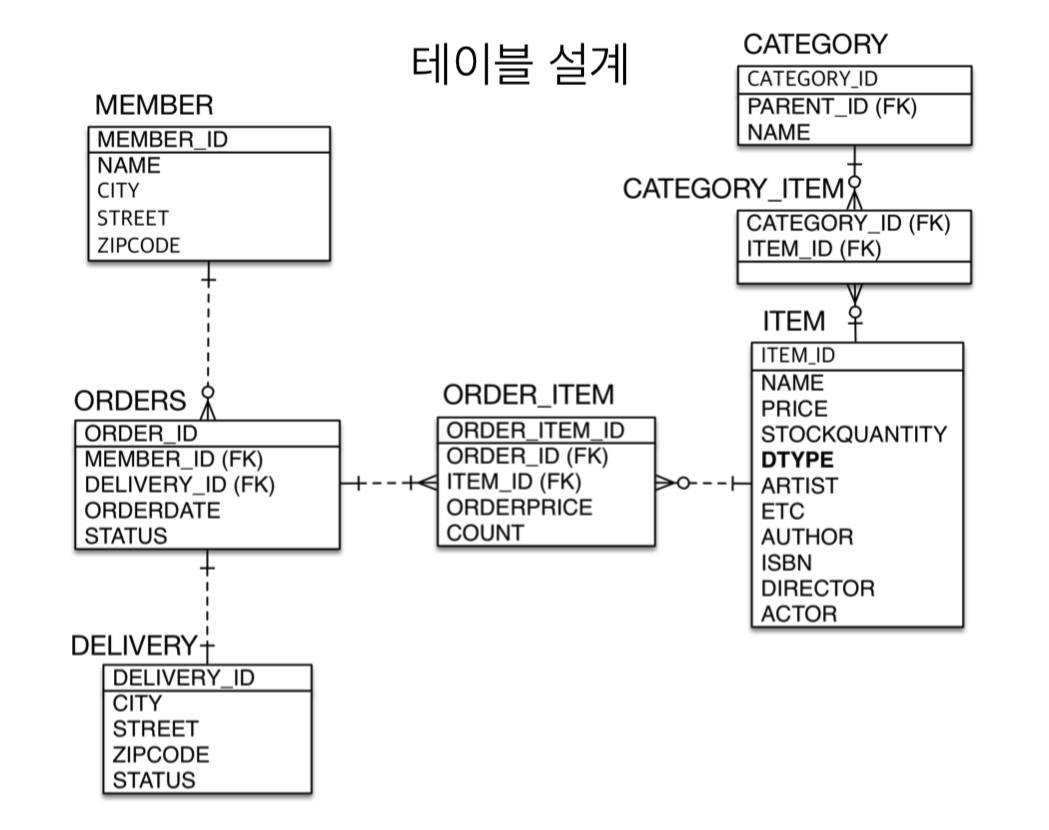 테이블 설계
MEMBER
MEMBER_ID
NAME
CITY
STREET
ZIPCODE
ORDERS
ORDER_ID
MEMBER_ID (FK)
DELIVERY_ID (FK)
ORDERDATE
STATUS
DELIVERY
DELIVERY_ID
CITY
STREET
ZIPCODE
STATUS
ORDER_ITEM
ORDER_ITEM_ID
ORDER_ID (FK)
ITEM_ID (FK)
ORDERPRICE
COUNT
CATEGORY
CATEGORY_ID
PARENT_ID (FK)
NAME
CATEGORY_ITEM
CATEGORY_ID (FK)
ITEM_ID (FK)
ITEM
ITEM_ID
NAME
PRICE
STOCKQUANTITY
DTYPE
ARTIST
ETC
AUTHOR
ISBN
DIRECTOR
ACTOR